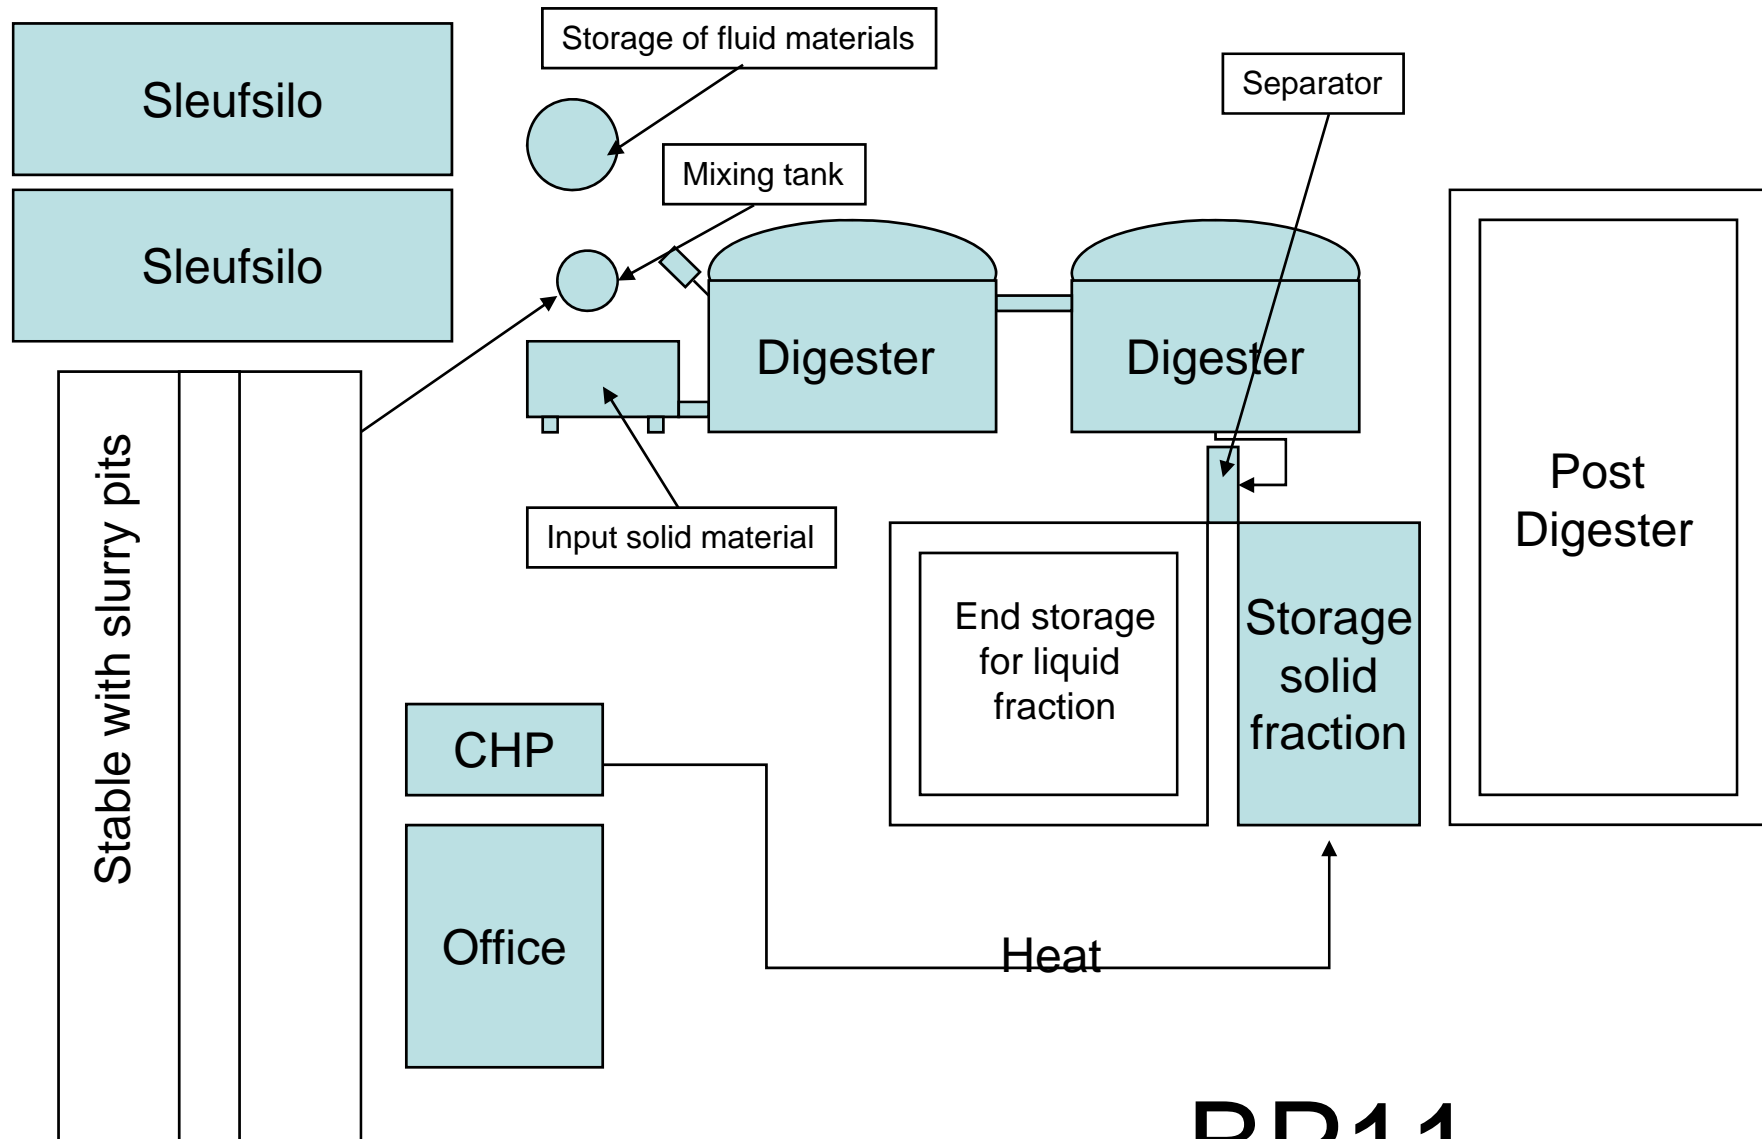 Storage of fluid materials
Separator
Sleufsilo
Mixing tank
Sleufsilo
Digester
Digester
Stable with slurry pits
Input solid material
Post
Digester
End storage
for liquid
fraction
Storage
solid
fraction
CHP
Office
Heat
BP11